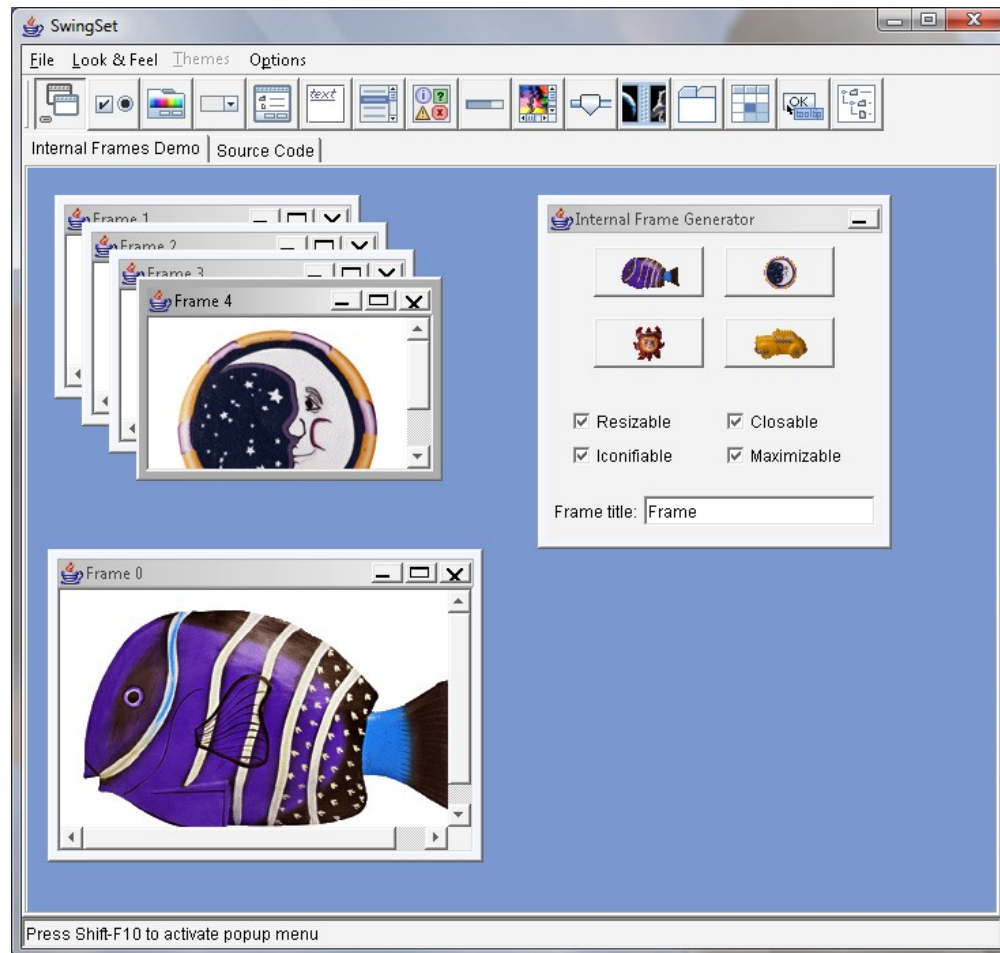 SwingSet
File Look & Feel Themes Options
text
OK
tooltip
Internal Frames Demo Source Code
Frame 1
Frame 2
Frame 3
Frame 4
Internal Frame Generator
Resizable Closable
Iconifiable Maximizable
Frame title: Frame
Frame 0
Press Shift-F10 to activate popup menu